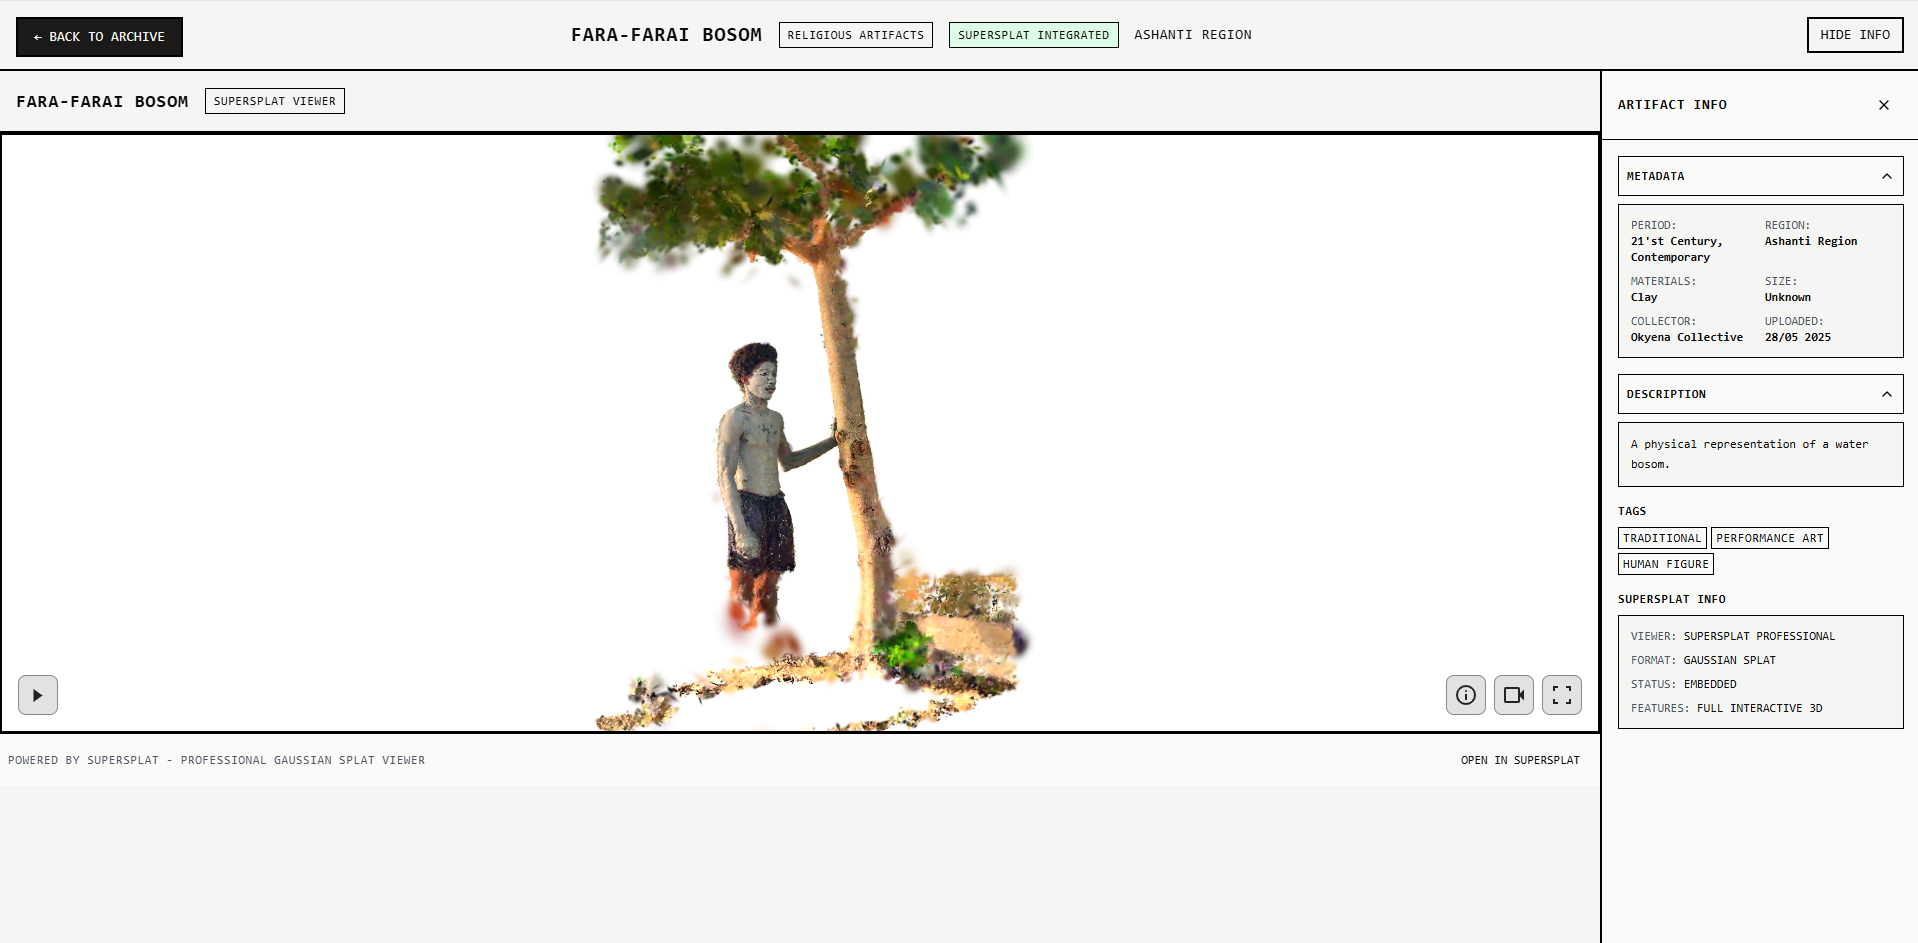 ← BACK TO ARCHIVE
FARA-FARAI BOSOM
RELIGIOUS ARTIFACTS
SUPERSPLAT INTEGRATED
ASHANTI REGION
HIDE INFO
FARA-FARAI BOSOM
SUPERSPLAT VIEWER
POWERED BY SUPERSPLAT - PROFESSIONAL GAUSSIAN SPLAT VIEWER
OPEN IN SUPERSPLAT
ARTIFACT INFO
METADATA
PERIOD:
21'st Century,
Contemporary
REGION:
Ashanti Region
MATERIALS:
Clay
SIZE:
Unknown
COLLECTOR:
Okyena Collective
UPLOADED:
28/05 2025
DESCRIPTION
A physical representation of a water
bosom.
TAGS
TRADITIONAL
PERFORMANCE ART
HUMAN FIGURE
SUPERSPLAT INFO
VIEWER: SUPERSPLAT PROFESSIONAL
FORMAT: GAUSSIAN SPLAT
STATUS: EMBEDDED
FEATURES: FULL INTERACTIVE 3D